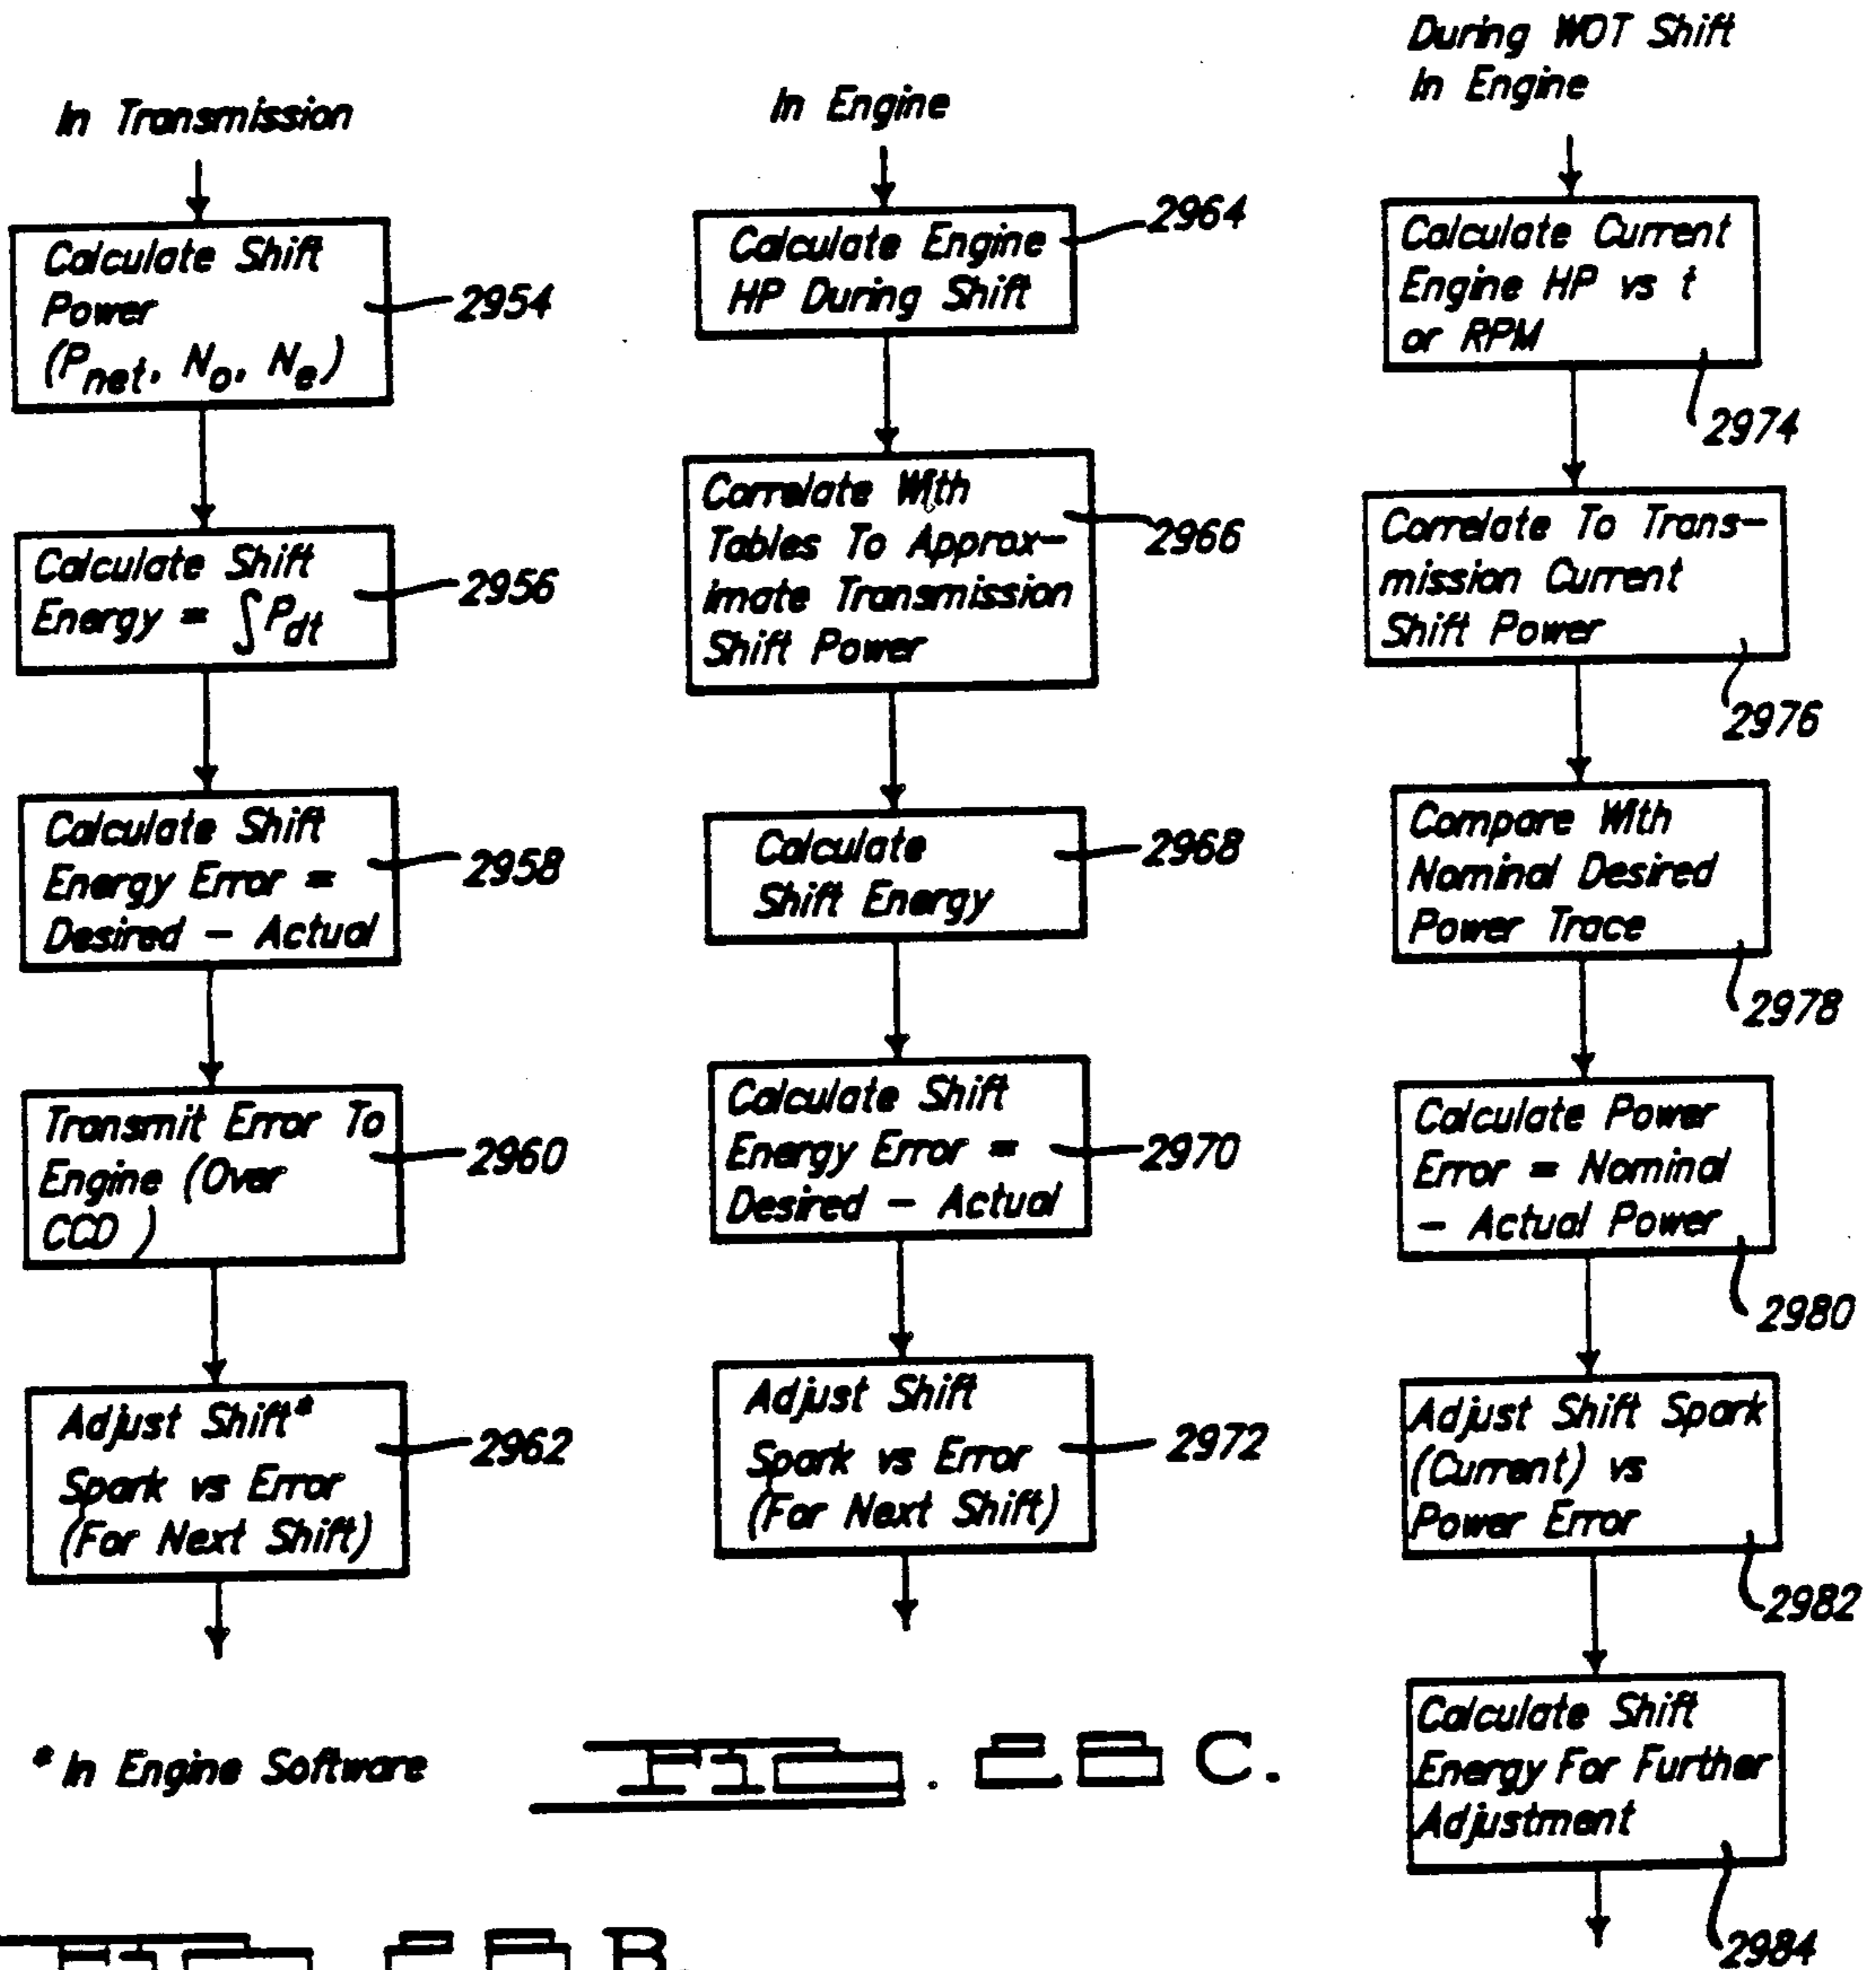 In Transmission
Calculate Shift
Power
(Pnet, No, Ne)
2954
Calculate Shift
Energy = ∫Pdt
2956
Calculate Shift
Energy Error =
Desired - Actual
2958
Transmit Error To
Engine (Over
CCD )
2960
Adjust Shift*
Spark vs Error
(For Next Shift)
2962
* In Engine Software
In Engine
Calculate Engine
HP During Shift
2964
Correlate With
Tables To Approx-
imate Transmission
Shift Power
2966
Calculate
Shift Energy
2968
Calculate Shift
Energy Error =
Desired - Actual
2970
Adjust Shift
Spark vs Error
(For Next Shift)
2972
C.
B.
During WOT Shift
In Engine
Calculate Current
Engine HP vs t
or RPM
2974
Correlate To Trans-
mission Current
Shift Power
2976
Compare With
Nominal Desired
Power Trace
2978
Calculate Power
Error = Nominal
- Actual Power
2980
Adjust Shift Spark
(Current) vs
Power Error
2982
Calculate Shift
Energy For Further
Adjustment
2984